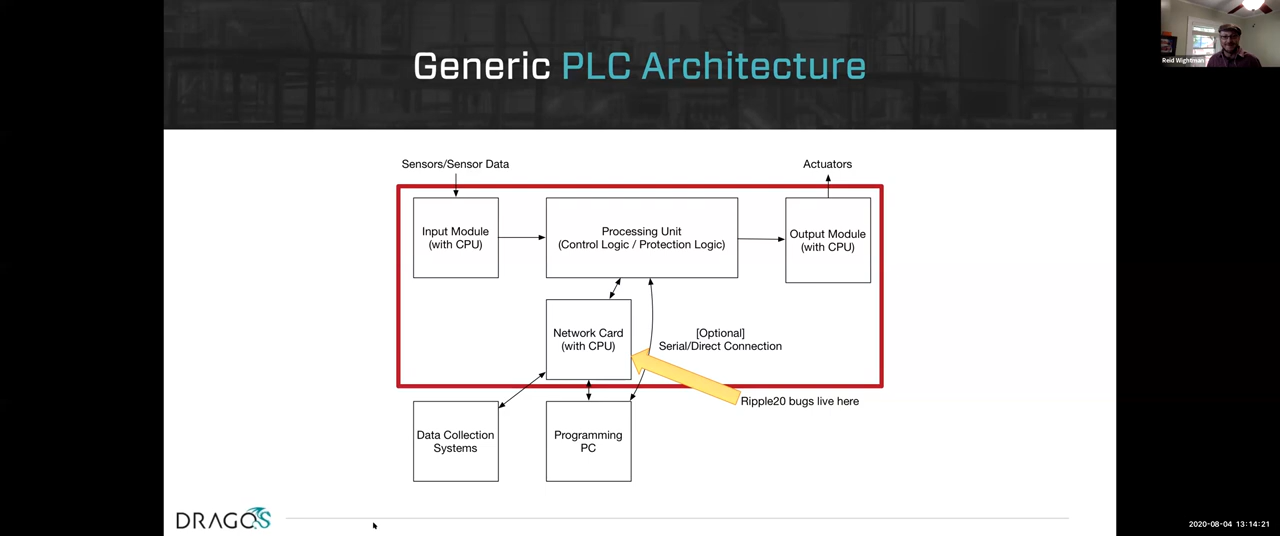 Generic PLC Architecture
Reid Wightman
Sensors/Sensor Data
Actuators
Input Module
(with CPU)
Processing Unit
(Control Logic / Protection Logic)
Output Module
(with CPU)
Network Card
(with CPU)
[Optional]
Serial/Direct Connection
Ripple20 bugs live here
Data Collection
Systems
Programming
PC
DRAGOS
2020-08-04 13:14:21